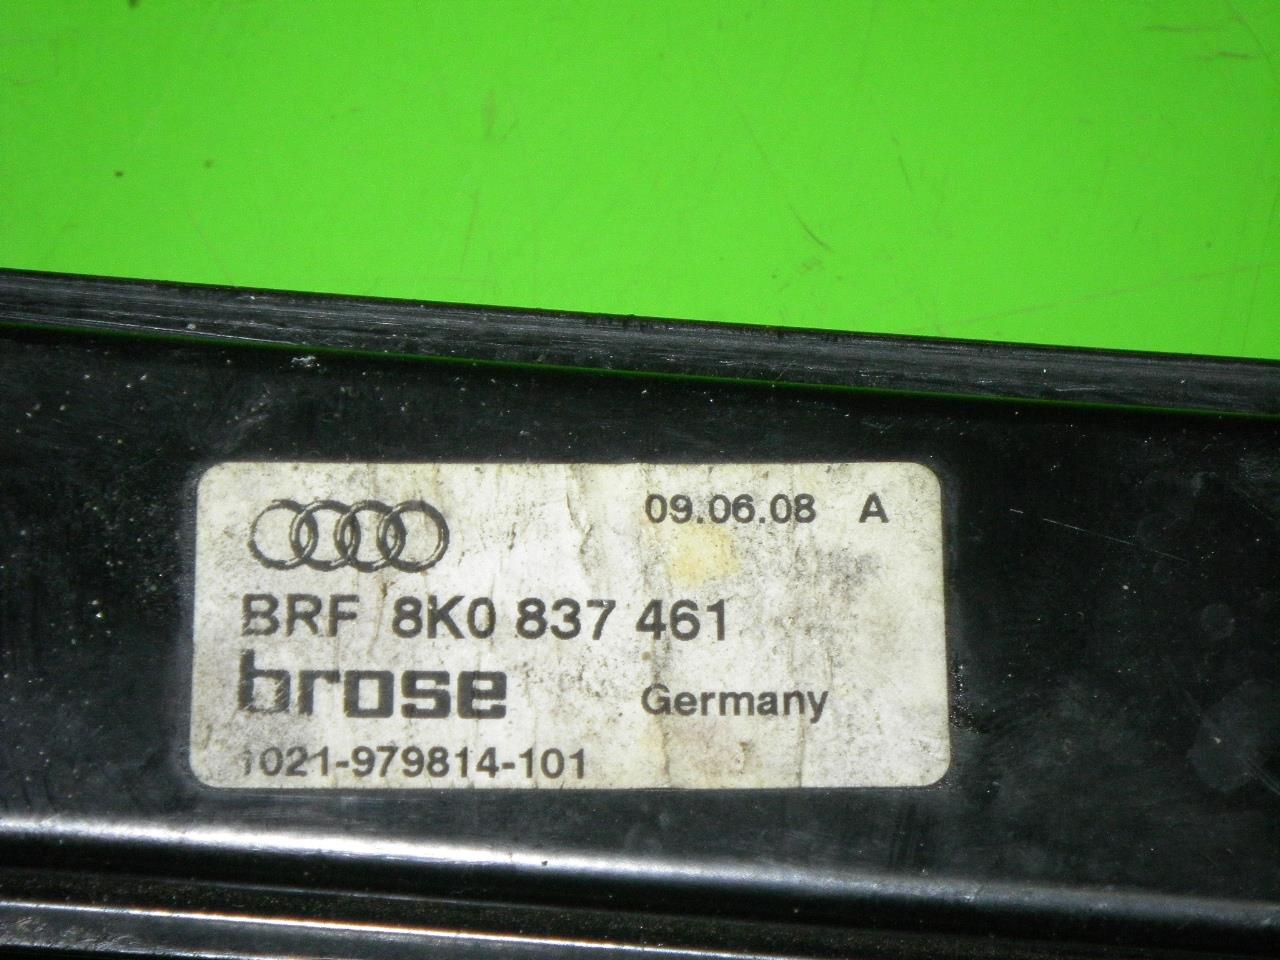 09.06.08 A
BRF 8K0 837 461
brose Germany
1021-979814-101